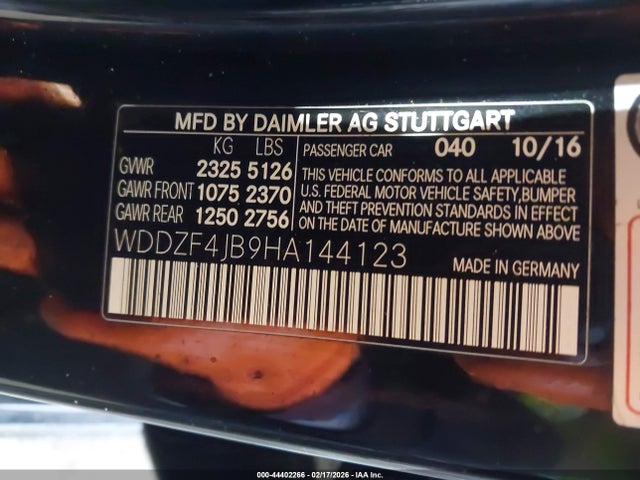 MFD BY DAIMLER AG STUTTGART
KG LBS PASSENGER CAR 040 10/16
GVWR 2325 5126
GAWR FRONT 1075 2370
GAWR REAR 1250 2756
THIS VEHICLE CONFORMS TO ALL APPLICABLE
U.S. FEDERAL MOTOR VEHICLE SAFETY, BUMPER
AND THEFT PREVENTION STANDARDS IN EFFECT
ON THE DATE OF MANUFACTURE SHOWN ABOVE
WDDZF4JB9HA144123 MADE IN GERMANY
000-44402266 - 02/17/2026 - IAA Inc.